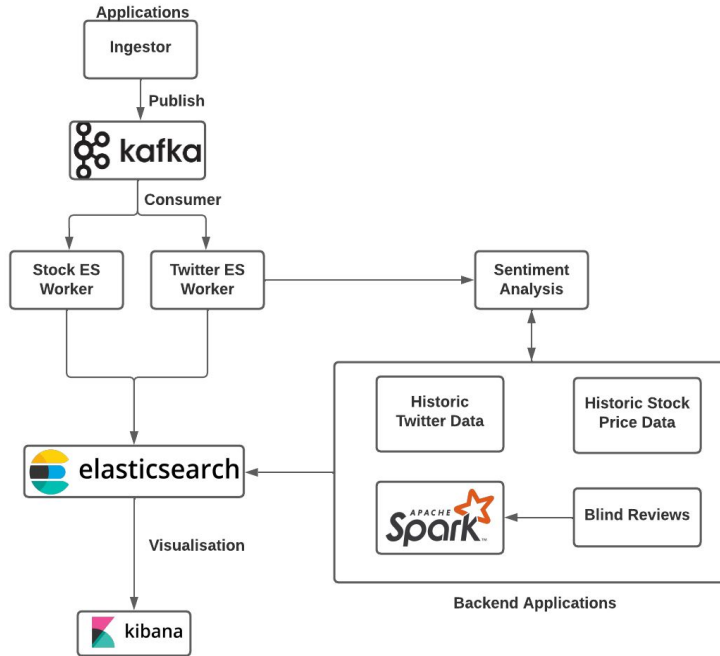 Applications
Ingestor
Publish
kafka
Consumer
Stock ES
Worker
Twitter ES
Worker
Sentiment
Analysis
Historic
Twitter Data
Historic Stock
Price Data
elasticsearch
APACHE
Spark
Blind Reviews
Visualisation
Backend Applications
kibana